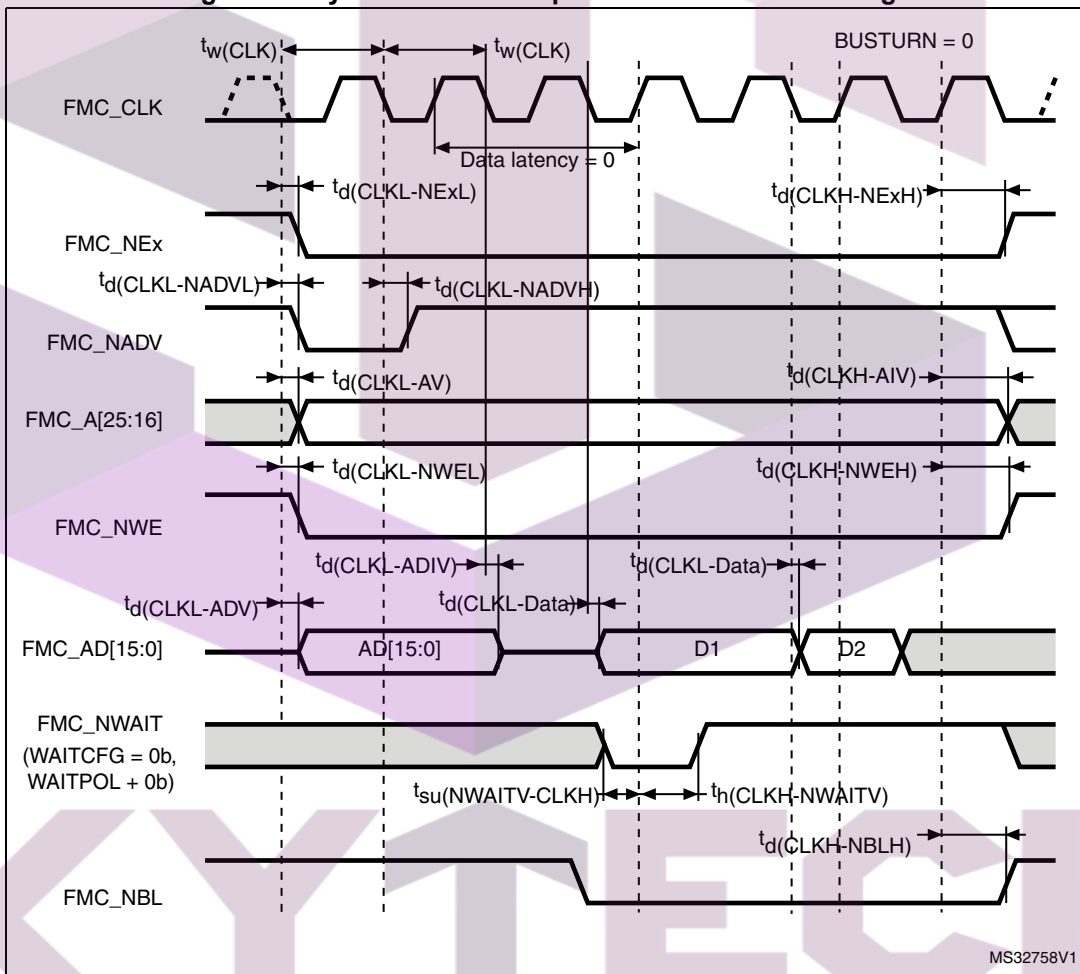 tw(CLK)
tw(CLK)
BUSTURN = 0
FMC_CLK
Data latency = 0
td(CLKL-NExL)
td(CLKH-NExH)
FMC_NEx
td(CLKL-NADVL)
td(CLKL-NADVH)
FMC_NADV
td(CLKL-AV)
td(CLKH-AIV)
FMC_A[25:16]
td(CLKL-NWEL)
td(CLKH-NWEH)
FMC_NWE
td(CLKL-ADIV)
td(CLKL-Data)
td(CLKL-ADV)
td(CLKL-Data)
FMC_AD[15:0]
AD[15:0]
D1
D2
FMC_NWAIT
(WAITCFG = 0b,
WAITPOL + 0b)
tsu(NWAITV-CLKH)
th(CLKH-NWAITV)
td(CLKH-NBLH)
FMC_NBL
MS32758V1